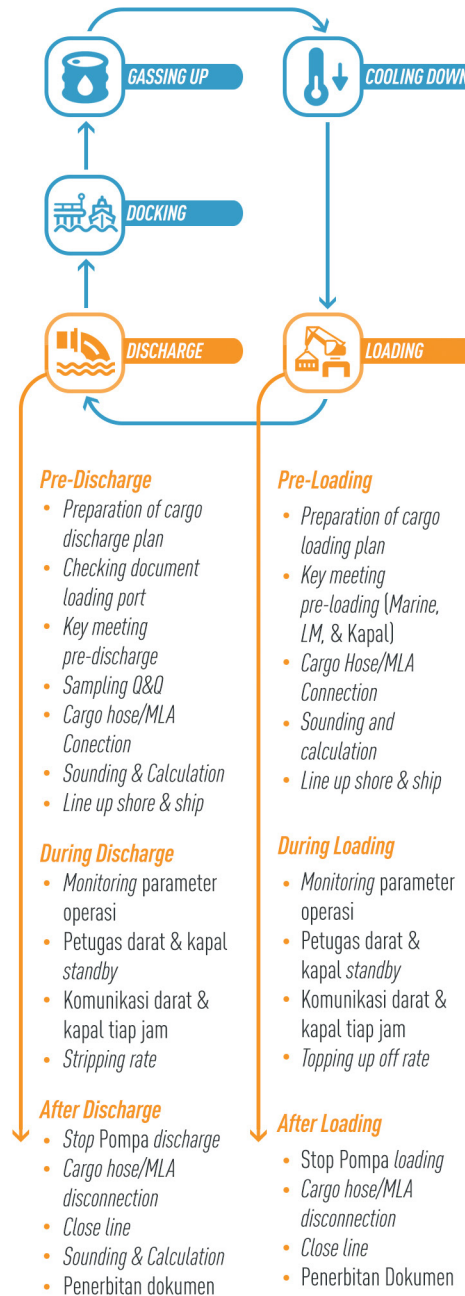 GASSING UP
COOLING DOWN
DOCKING
DISCHARGE
LOADING
Pre-Discharge
• Preparation of cargo
discharge plan
• Checking document
loading port
• Key meeting
pre-discharge
• Sampling Q&Q
• Cargo hose/MLA
Conection
• Sounding & Calculation
• Line up shore & ship
During Discharge
• Monitoring parameter
operasi
• Petugas darat & kapal
standby
• Komunikasi darat &
kapal tiap jam
• Stripping rate
After Discharge
• Stop Pompa discharge
• Cargo hose/MLA
disconnection
• Close line
• Sounding & Calculation
• Penerbitan dokumen
Pre-Loading
• Preparation of cargo
loading plan
• Key meeting
pre-loading (Marine,
LM, & Kapal)
• Cargo Hose/MLA
Connection
• Sounding and
calculation
• Line up shore & ship
During Loading
• Monitoring parameter
operasi
• Petugas darat &
kapal standby
• Komunikasi darat &
kapal tiap jam
• Topping up off rate
After Loading
• Stop Pompa loading
• Cargo hose/MLA
disconnection
• Close line
• Penerbitan Dokumen